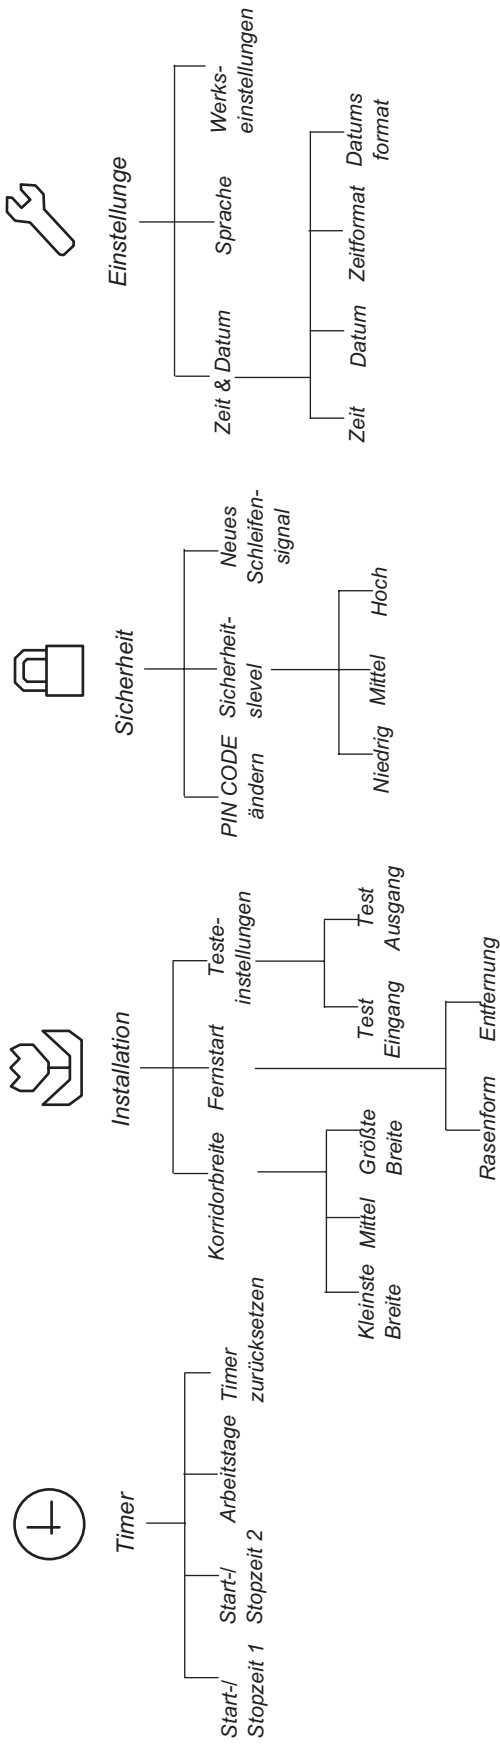 Timer
Start-/
Stopzeit 1
Start-/
Stopzeit 2
Arbeitstage
Timer
zurücksetzen
Installation
Korridorbreite
Kleinste
Breite
Mittel
Größte
Breite
Fernstart
Rasenform
Entfernung
Teste-
instellungen
Test
Eingang
Test
Ausgang
Sicherheit
PIN CODE
ändern
Sicherheit-
slevel
Niedrig
Mittel
Hoch
Neues
Schleifen-
signal
Einstellunge
Zeit & Datum
Zeit
Datum
Zeitformat
Datums
format
Sprache
Werks-
einstellungen